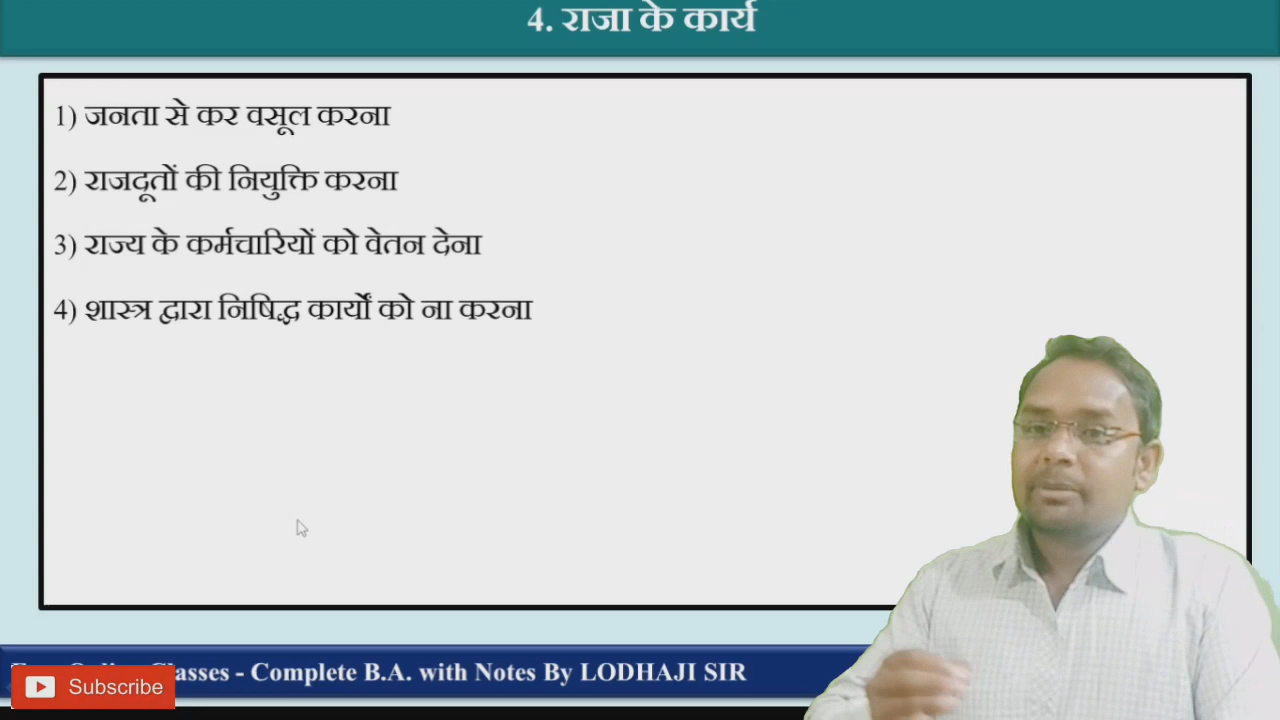 4. राजा के कार्य
1) जनता से कर वसूल करना
2) राजदूतों की नियुक्ति करना
3) राज्य के कर्मचारियों को वेतन देना
4) शास्त्र द्वारा निषिद्ध कार्यों को ना करना
- Complete B.A. with Notes By LODHAJI SIR
Subscribe